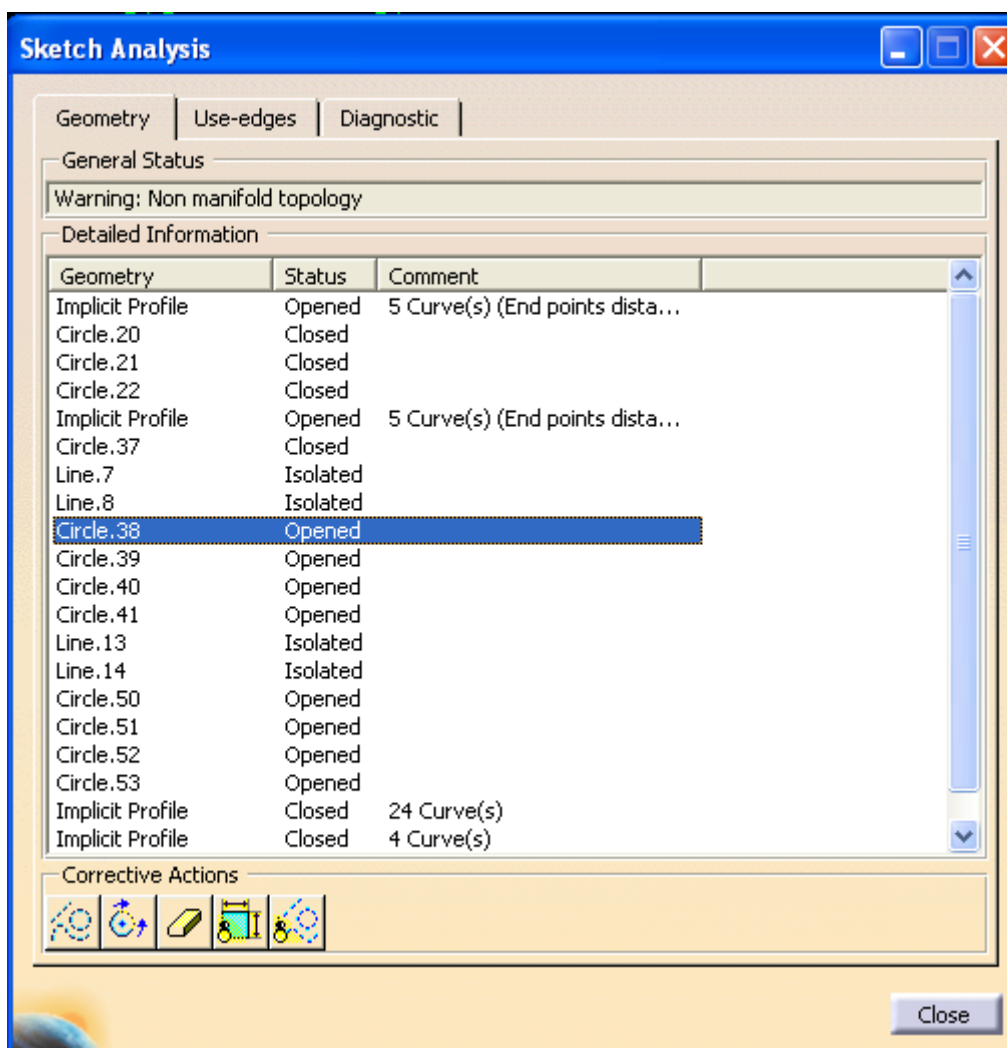 Sketch Analysis
Geometry Use-edges Diagnostic
General Status
Warning: Non manifold topology
Detailed Information
Geometry Status Comment
Implicit Profile Opened 5 Curve(s) (End points dista...
Circle.20 Closed
Circle.21 Closed
Circle.22 Closed
Implicit Profile Opened 5 Curve(s) (End points dista...
Circle.37 Closed
Line.7 Isolated
Line.8 Isolated
Circle.38 Opened
Circle.39 Opened
Circle.40 Opened
Circle.41 Opened
Line.13 Isolated
Line.14 Isolated
Circle.50 Opened
Circle.51 Opened
Circle.52 Opened
Circle.53 Opened
Implicit Profile Closed 24 Curve(s)
Implicit Profile Closed 4 Curve(s)
Corrective Actions
Close